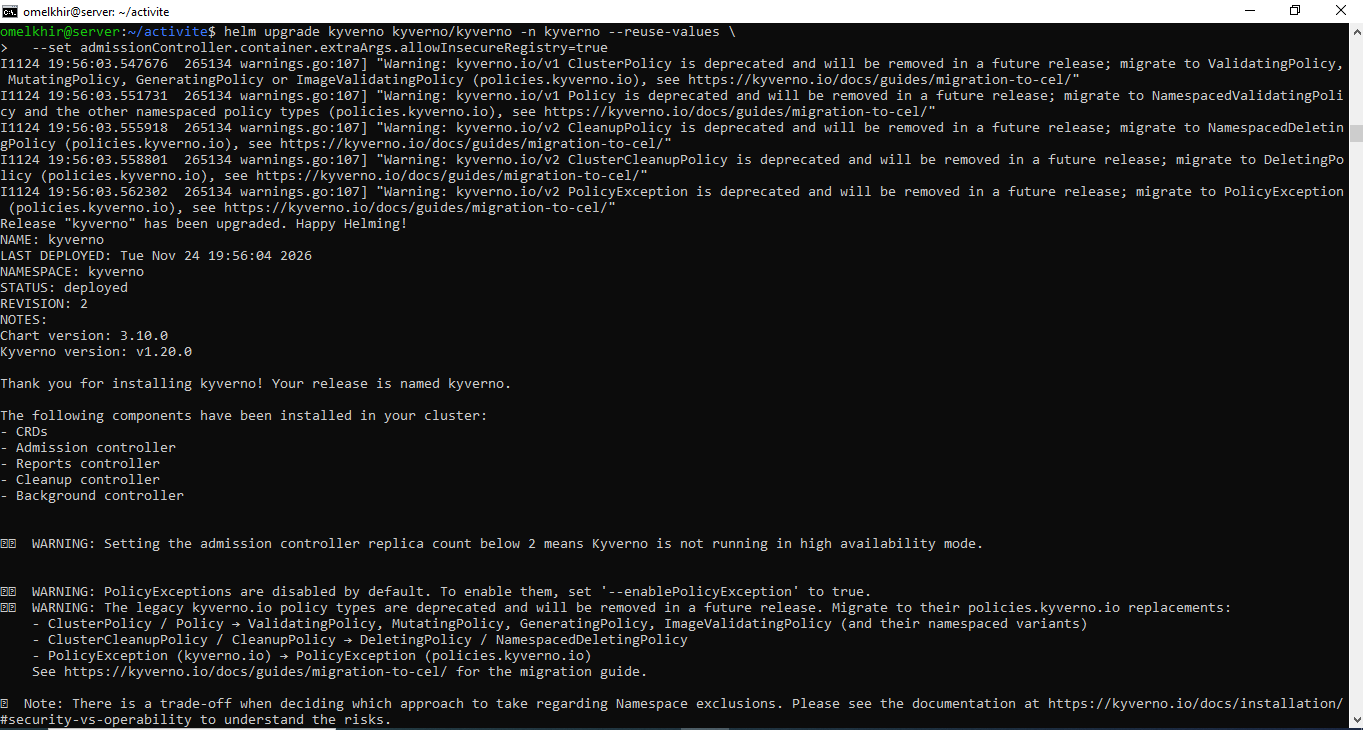 omelkhir@server: ~/activite
omelkhir@server:~/activite$ helm upgrade kyverno kyverno/kyverno -n kyverno --reuse-values \
>   --set admissionController.container.extraArgs.allowInsecureRegistry=true
I1124 19:56:03.547676  265134 warnings.go:107] "Warning: kyverno.io/v1 ClusterPolicy is deprecated and will be removed in a future release; migrate to ValidatingPolicy,
 MutatingPolicy, GeneratingPolicy or ImageValidatingPolicy (policies.kyverno.io), see https://kyverno.io/docs/guides/migration-to-cel/"
I1124 19:56:03.551731  265134 warnings.go:107] "Warning: kyverno.io/v1 Policy is deprecated and will be removed in a future release; migrate to NamespacedValidatingPoli
cy and the other namespaced policy types (policies.kyverno.io), see https://kyverno.io/docs/guides/migration-to-cel/"
I1124 19:56:03.555918  265134 warnings.go:107] "Warning: kyverno.io/v2 CleanupPolicy is deprecated and will be removed in a future release; migrate to NamespacedDeletin
gPolicy (policies.kyverno.io), see https://kyverno.io/docs/guides/migration-to-cel/"
I1124 19:56:03.558801  265134 warnings.go:107] "Warning: kyverno.io/v2 ClusterCleanupPolicy is deprecated and will be removed in a future release; migrate to DeletingPo
licy (policies.kyverno.io), see https://kyverno.io/docs/guides/migration-to-cel/"
I1124 19:56:03.562302  265134 warnings.go:107] "Warning: kyverno.io/v2 PolicyException is deprecated and will be removed in a future release; migrate to PolicyException
 (policies.kyverno.io), see https://kyverno.io/docs/guides/migration-to-cel/"
Release "kyverno" has been upgraded. Happy Helming!
NAME: kyverno
LAST DEPLOYED: Tue Nov 24 19:56:04 2026
NAMESPACE: kyverno
STATUS: deployed
REVISION: 2
NOTES:
Chart version: 3.10.0
Kyverno version: v1.20.0
Thank you for installing kyverno! Your release is named kyverno.
The following components have been installed in your cluster:
- CRDs
- Admission controller
- Reports controller
- Cleanup controller
- Background controller
WARNING: Setting the admission controller replica count below 2 means Kyverno is not running in high availability mode.
WARNING: PolicyExceptions are disabled by default. To enable them, set '--enablePolicyException' to true.
WARNING: The legacy kyverno.io policy types are deprecated and will be removed in a future release. Migrate to their policies.kyverno.io replacements:
    - ClusterPolicy / Policy → ValidatingPolicy, MutatingPolicy, GeneratingPolicy, ImageValidatingPolicy (and their namespaced variants)
    - ClusterCleanupPolicy / CleanupPolicy → DeletingPolicy / NamespacedDeletingPolicy
    - PolicyException (kyverno.io) → PolicyException (policies.kyverno.io)
    See https://kyverno.io/docs/guides/migration-to-cel/ for the migration guide.
Note: There is a trade-off when deciding which approach to take regarding Namespace exclusions. Please see the documentation at https://kyverno.io/docs/installation/
#security-vs-operability to understand the risks.